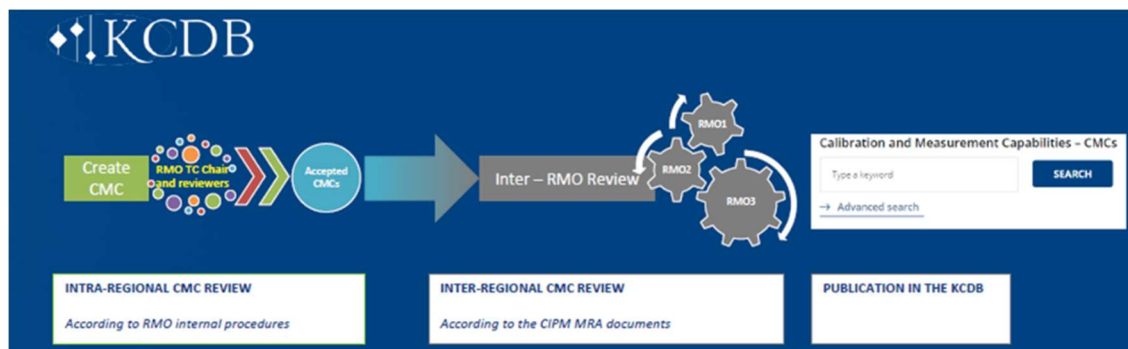 KCDB
Create
CMC
RMO TC Chair
and reviewers
Accepted
CMCs
Inter – RMO Review
RMO1
RMO2
RMO3
Calibration and Measurement Capabilities – CMCs
Type a keyword
SEARCH
→ Advanced search
INTRA-REGIONAL CMC REVIEW
According to RMO internal procedures
INTER-REGIONAL CMC REVIEW
According to the CIPM MRA documents
PUBLICATION IN THE KCDB